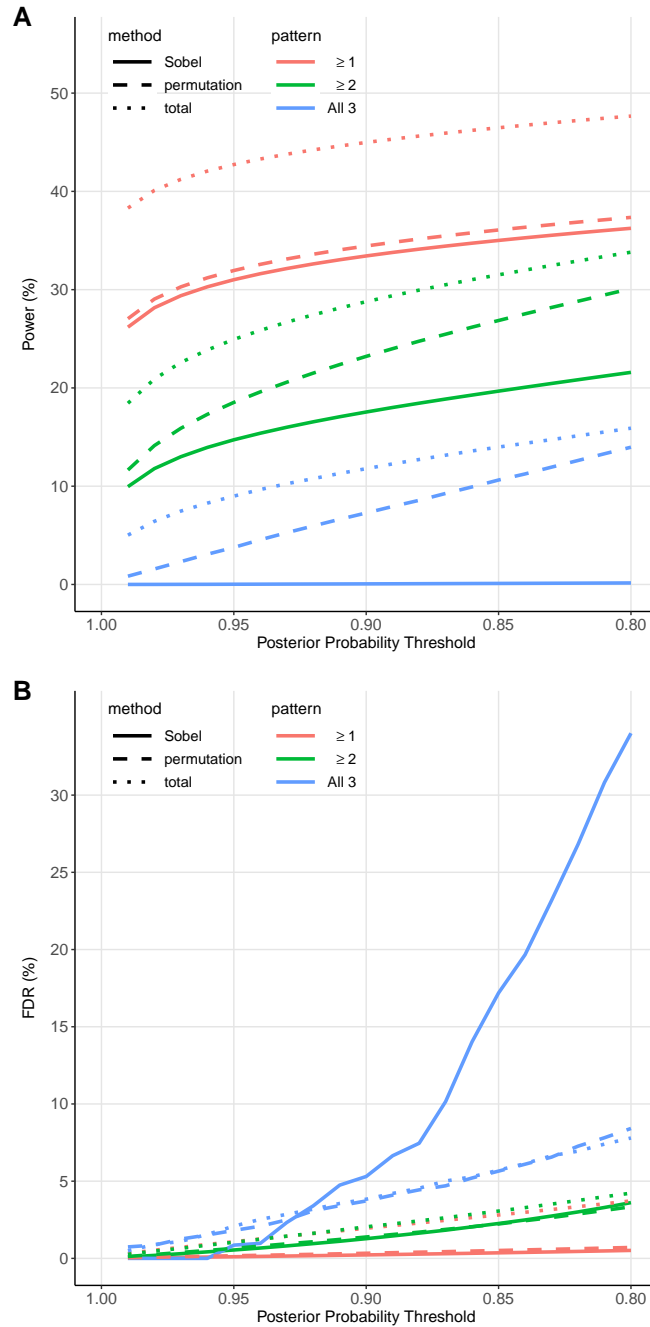 A
method pattern
Sobel ≥ 1
permutation ≥ 2
total All 3
50
40
30
20
10
0
Power (%)
1.00 0.95 0.90 0.85 0.80
Posterior Probability Threshold
B
method pattern
Sobel ≥ 1
permutation ≥ 2
total All 3
30
25
20
15
10
5
0
FDR (%)
1.00 0.95 0.90 0.85 0.80
Posterior Probability Threshold